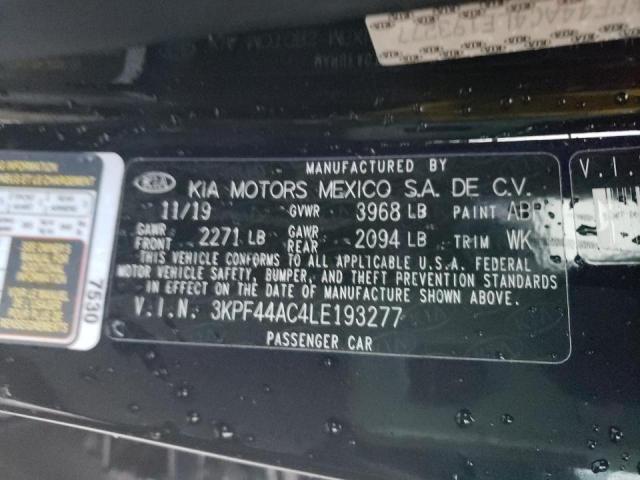 MANUFACTURED BY
KIA KIA MOTORS MEXICO S.A. DE C.V.
11/19 GVWR 3968 LB PAINT ABP
GAWR FRONT 2271 LB GAWR REAR 2094 LB TRIM WK
THIS VEHICLE CONFORMS TO ALL APPLICABLE U.S.A. FEDERAL
MOTOR VEHICLE SAFETY, BUMPER, AND THEFT PREVENTION STANDARDS
IN EFFECT ON THE DATE OF MANUFACTURE SHOWN ABOVE.
V.I.N. 3KPF44AC4LE193277
PASSENGER CAR
7530
V.I.